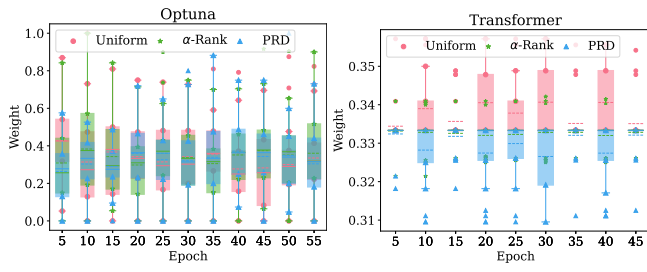 Optuna
Uniform α-Rank PRD
Weight
1.0
0.8
0.6
0.4
0.2
0.0
5 10 15 20 25 30 35 40 45 50 55
Epoch
Transformer
Uniform α-Rank PRD
Weight
0.35
0.34
0.33
0.32
0.31
5 10 15 20 25 30 35 40 45
Epoch